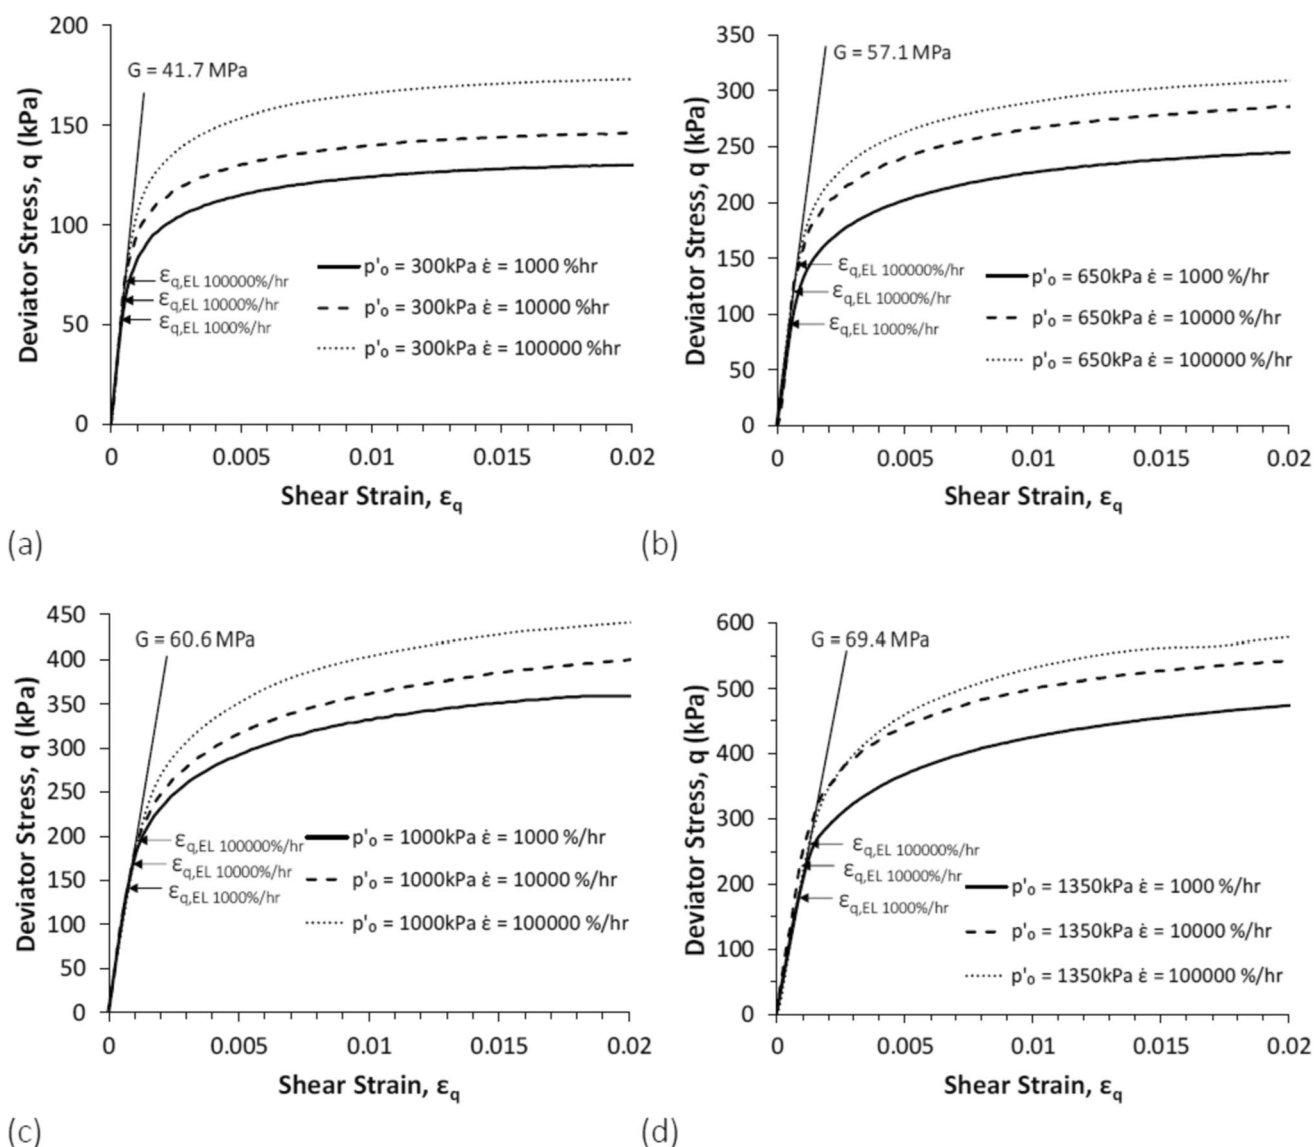 200
150
100
50
0
Deviator Stress, q (kPa)
G = 41.7 MPa
εq,EL 100000%/hr
εq,EL 10000%/hr
εq,EL 1000%/hr
p'o = 300kPa ε̇ = 1000 %hr
p'o = 300kPa ε̇ = 10000 %hr
p'o = 300kPa ε̇ = 100000 %hr
0 0.005 0.01 0.015 0.02
Shear Strain, εq
(a)
350
300
250
200
150
100
50
0
Deviator Stress, q (kPa)
G = 57.1 MPa
εq,EL 100000%/hr
εq,EL 10000%/hr
εq,EL 1000%/hr
p'o = 650kPa ε̇ = 1000 %/hr
p'o = 650kPa ε̇ = 10000 %/hr
p'o = 650kPa ε̇ = 100000 %/hr
0 0.005 0.01 0.015 0.02
Shear Strain, εq
(b)
450
400
350
300
250
200
150
100
50
0
Deviator Stress, q (kPa)
G = 60.6 MPa
εq,EL 100000%/hr
εq,EL 10000%/hr
εq,EL 1000%/hr
p'o = 1000kPa ε̇ = 1000 %/hr
p'o = 1000kPa ε̇ = 10000 %/hr
p'o = 1000kPa ε̇ = 100000 %/hr
0 0.005 0.01 0.015 0.02
Shear Strain, εq
(c)
600
500
400
300
200
100
0
Deviator Stress, q (kPa)
G = 69.4 MPa
εq,EL 100000%/hr
εq,EL 10000%/hr
εq,EL 1000%/hr
p'o = 1350kPa ε̇ = 1000 %/hr
p'o = 1350kPa ε̇ = 10000 %/hr
p'o = 1350kPa ε̇ = 100000 %/hr
0 0.005 0.01 0.015 0.02
Shear Strain, εq
(d)